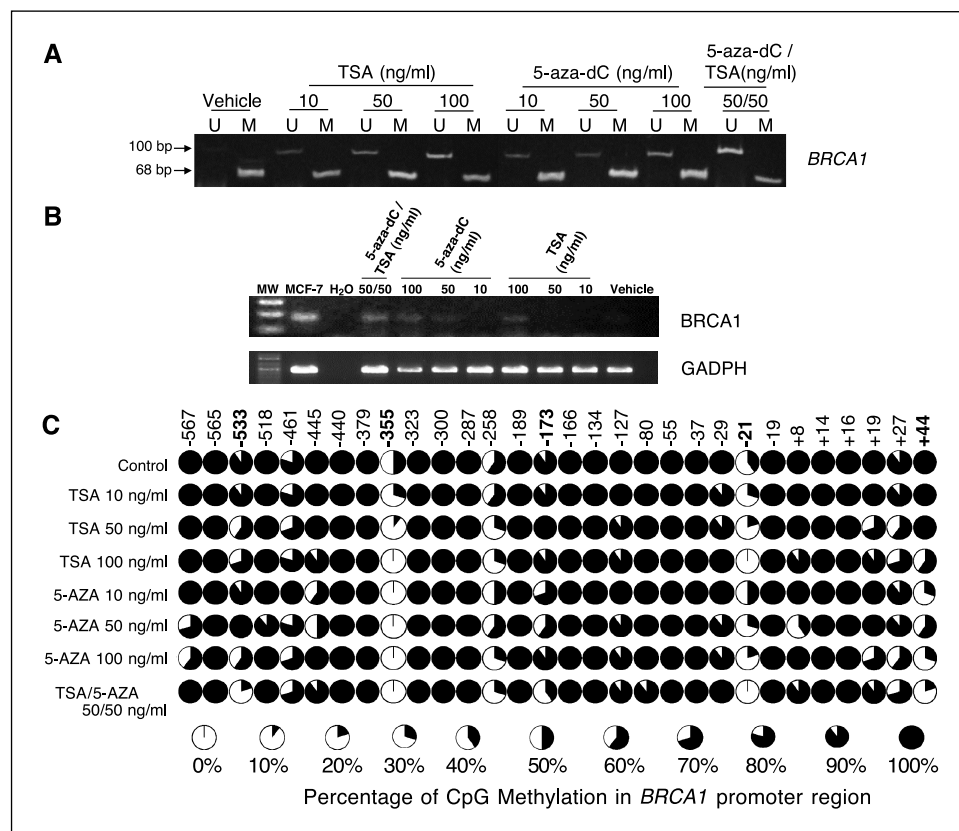 A
TSA (ng/ml)
5-aza-dC (ng/ml)
5-aza-dC /
TSA(ng/ml)
Vehicle
10
50
100
10
50
100
50/50
U M U M U M U M U M U M U M U M
100 bp
68 bp
BRCA1
B
5-aza-dC /
TSA (ng/ml)
5-aza-dC
(ng/ml)
TSA
(ng/ml)
MW MCF-7 H2O 50/50 100 50 10 100 50 10 Vehicle
BRCA1
GADPH
C
-567 -565 -533 -518 -461 -445 -440 -379 -355 -323 -300 -287 -258 -189 -173 -166 -134 -127 -80 -55 -37 -29 -21 -19 +8 +14 +16 +19 +27 +44
Control
TSA 10 ng/ml
TSA 50 ng/ml
TSA 100 ng/ml
5-AZA 10 ng/ml
5-AZA 50 ng/ml
5-AZA 100 ng/ml
TSA/5-AZA
50/50 ng/ml
0% 10% 20% 30% 40% 50% 60% 70% 80% 90% 100%
Percentage of CpG Methylation in BRCA1 promoter region